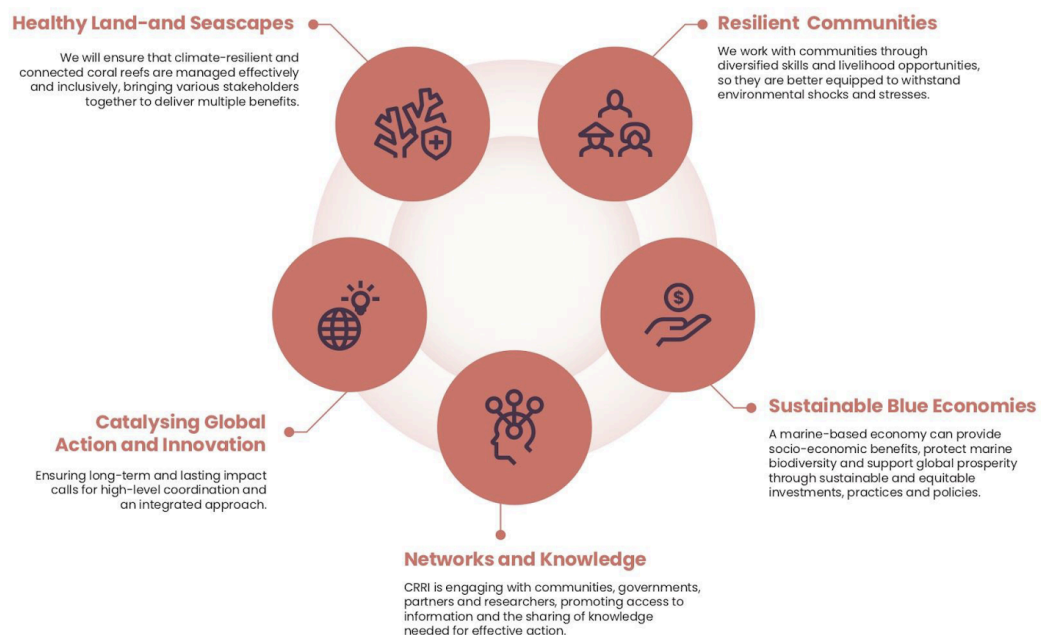 Healthy Land-and Seascapes
We will ensure that climate-resilient and
connected coral reefs are managed effectively
and inclusively, bringing various stakeholders
together to deliver multiple benefits.
Resilient Communities
We work with communities through
diversified skills and livelihood opportunities,
so they are better equipped to withstand
environmental shocks and stresses.
$
Sustainable Blue Economies
A marine-based economy can provide
socio-economic benefits, protect marine
biodiversity and support global prosperity
through sustainable and equitable
investments, practices and policies.
Catalysing Global
Action and Innovation
Ensuring long-term and lasting impact
calls for high-level coordination and
an integrated approach.
Networks and Knowledge
CRRI is engaging with communities, governments,
partners and researchers, promoting access to
information and the sharing of knowledge
needed for effective action.